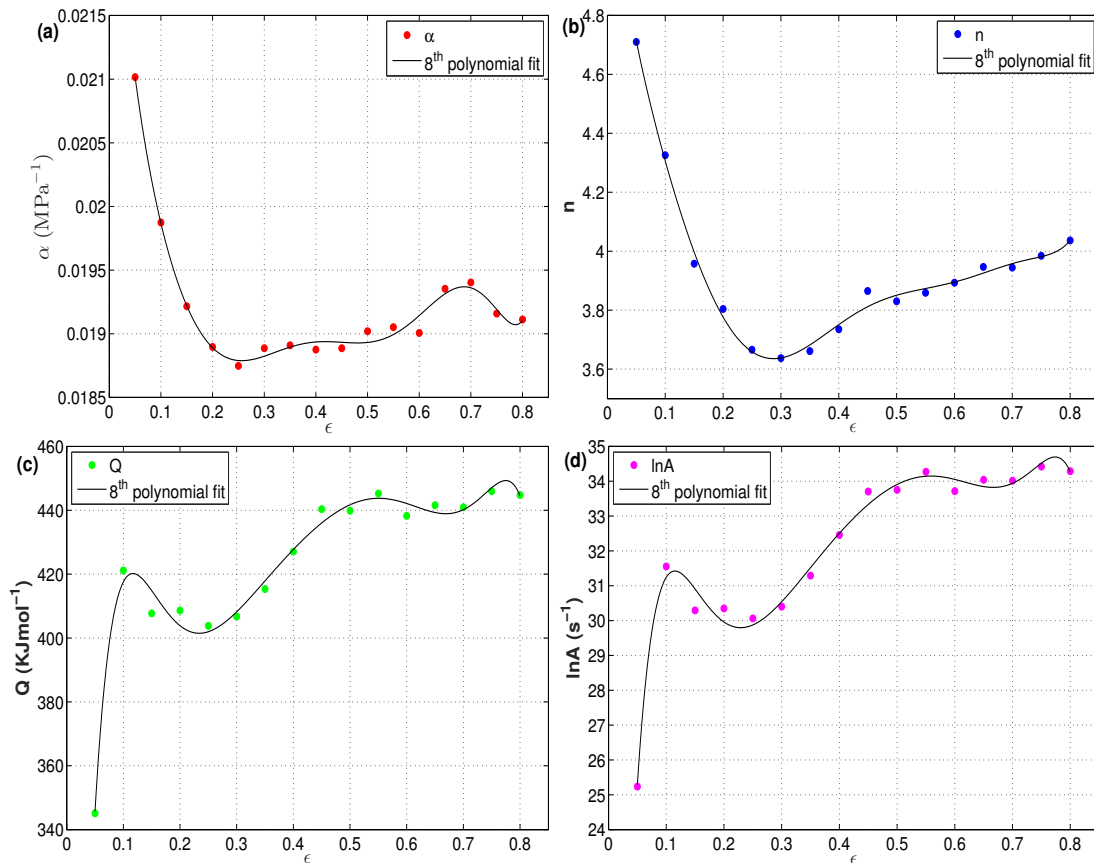 (a)
α
8th polynomial fit
0.0215
0.021
0.0205
0.02
0.0195
0.019
0.0185
α (MPa−1)
0 0.1 0.2 0.3 0.4 0.5 0.6 0.7 0.8
ϵ
(b)
n
8th polynomial fit
4.8
4.6
4.4
4.2
4
3.8
3.6
n
0 0.1 0.2 0.3 0.4 0.5 0.6 0.7 0.8
ϵ
(c)
Q
8th polynomial fit
460
440
420
400
380
360
340
Q (KJmol−1)
0 0.1 0.2 0.3 0.4 0.5 0.6 0.7 0.8
ϵ
(d)
lnA
8th polynomial fit
35
34
33
32
31
30
29
28
27
26
25
24
lnA (s−1)
0 0.1 0.2 0.3 0.4 0.5 0.6 0.7 0.8
ϵ